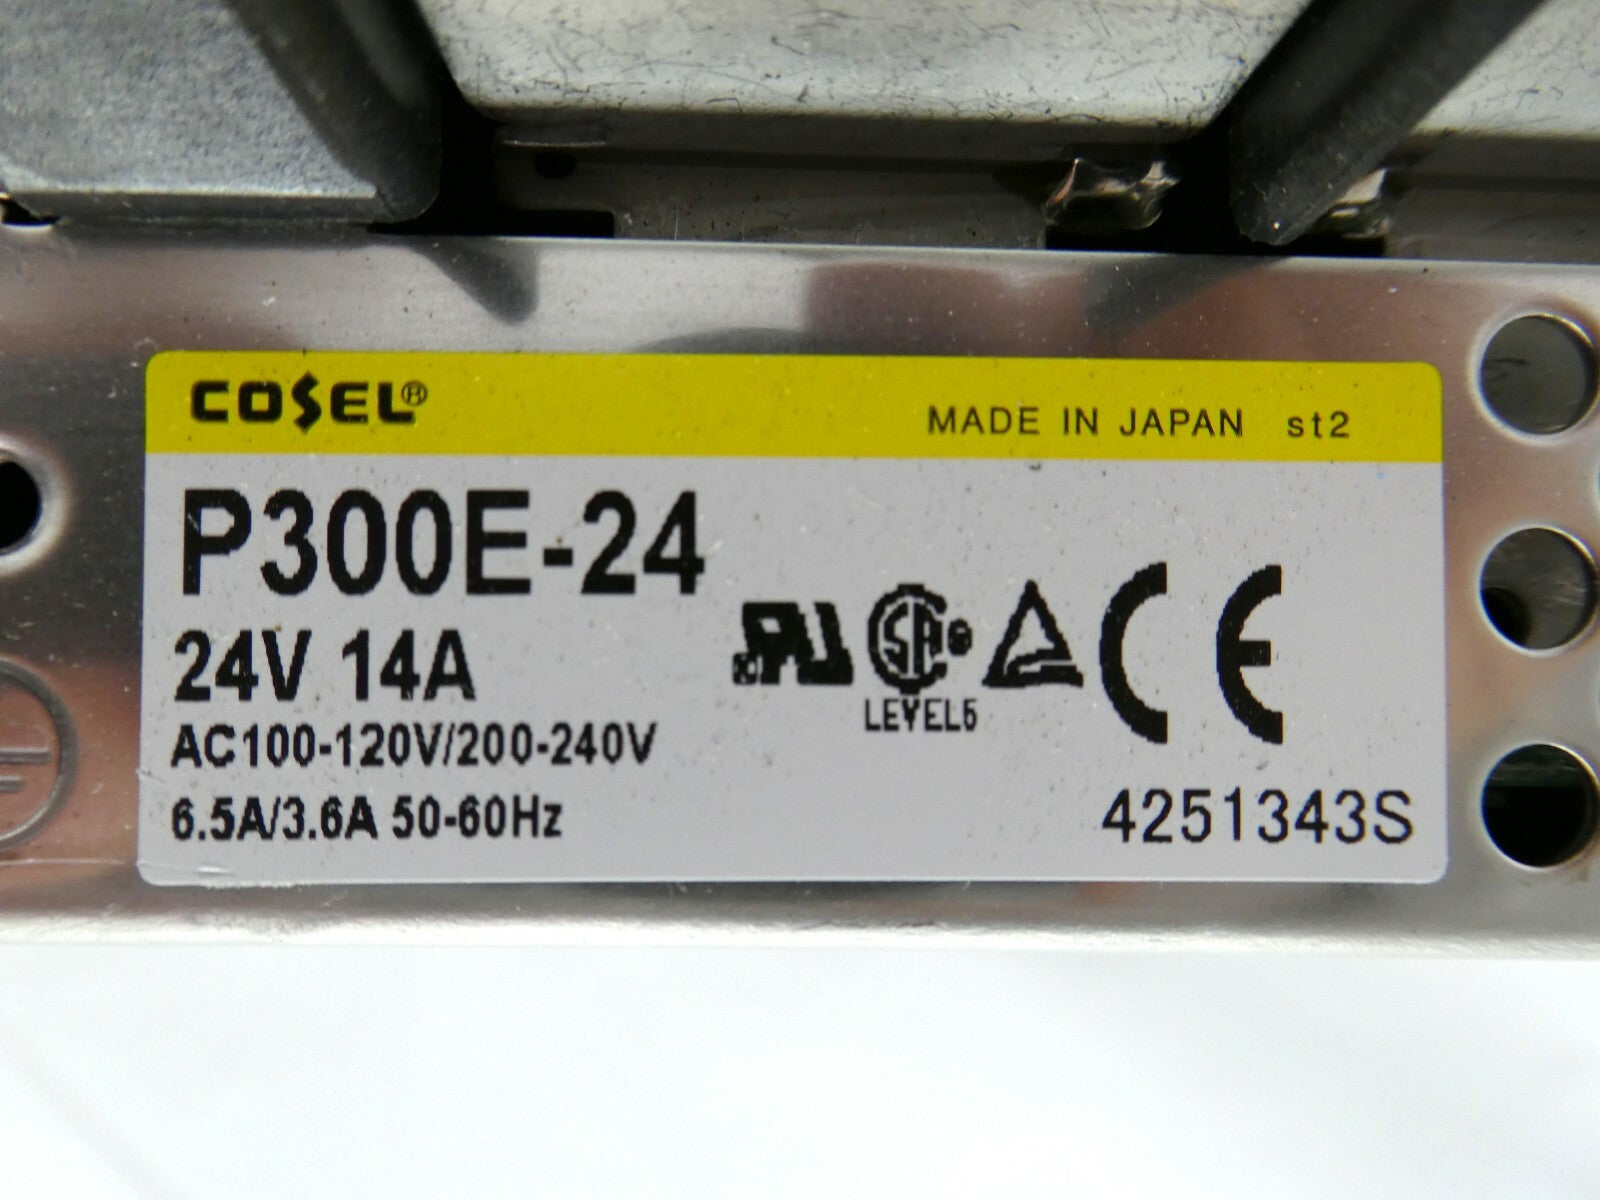 COSEL®
MADE IN JAPAN st2
P300E-24
24V 14A
AC100-120V/200-240V
6.5A/3.6A 50-60Hz
LEVEL5
CE
4251343S